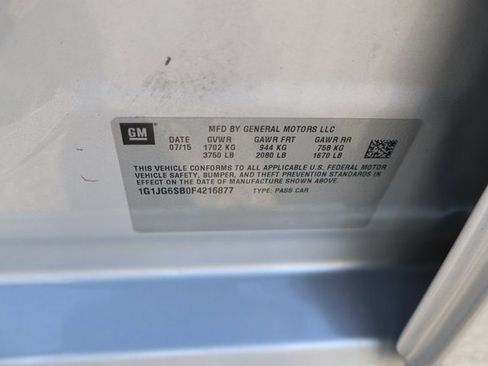 GM
MFD BY GENERAL MOTORS LLC
DATE GVWR GAWR FRT GAWR RR
07/15 1702 KG 944 KG 758 KG
3750 LB 2080 LB 1670 LB
THIS VEHICLE CONFORMS TO ALL APPLICABLE U.S. FEDERAL MOTOR
VEHICLE SAFETY, BUMPER, AND THEFT PREVENTION STANDARDS
IN EFFECT ON THE DATE OF MANUFACTURE SHOWN ABOVE.
1G1JG6SB0F4216877 TYPE: PASS CAR